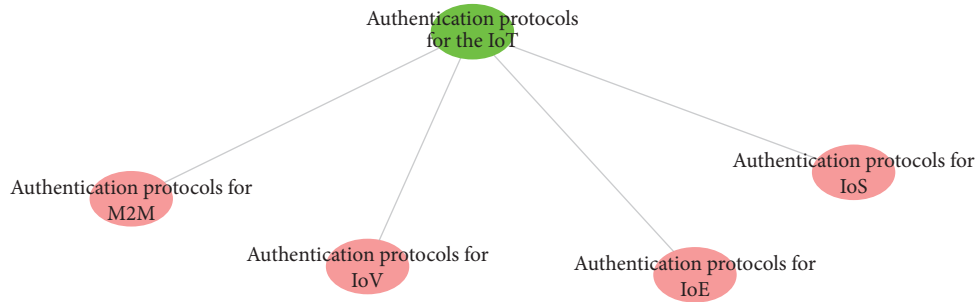 Authentication protocols
for the IoT
Authentication protocols for
M2M
Authentication protocols for
IoV
Authentication protocols for
IoE
Authentication protocols for
IoS